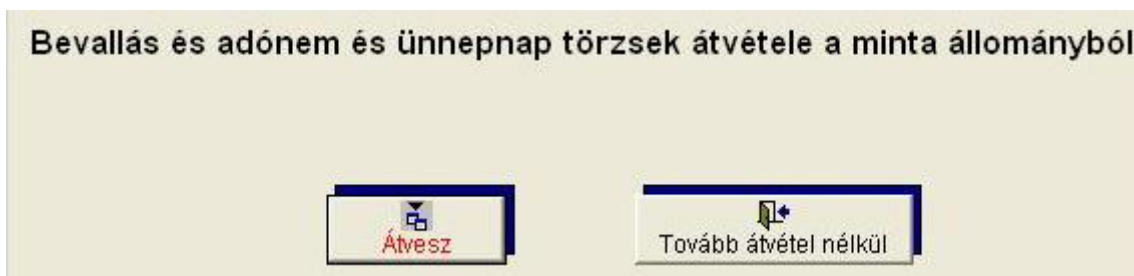 Bevallás és adónem és ünnepnap törzsek átvétele a minta állományból
Átvesz
Tovább átvétel nélkül